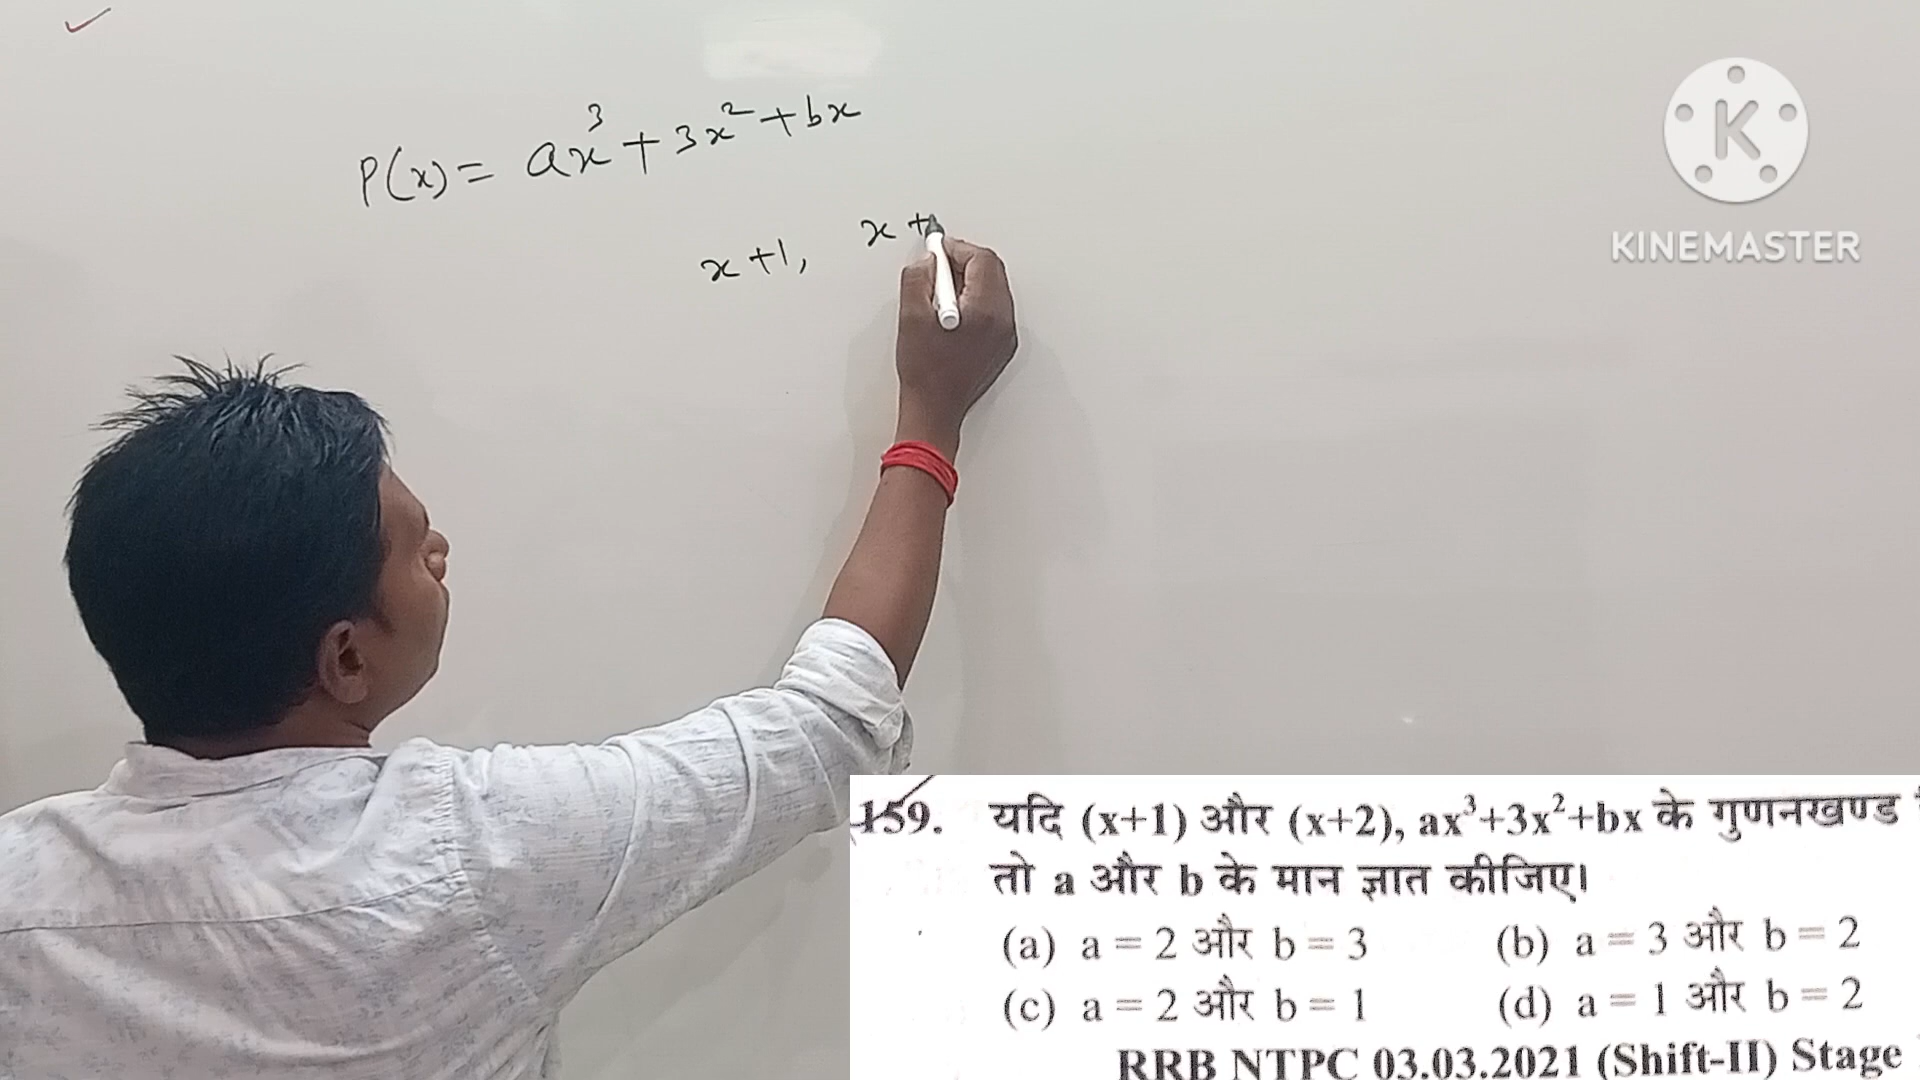 P(x) = ax³ + 3x² + bx
x+1, x+
KINEMASTER
159. यदि (x+1) और (x+2), ax³+3x²+bx के गुणनखण्ड
तो a और b के मान ज्ञात कीजिए।
(a) a = 2 और b = 3 (b) a = 3 और b = 2
(c) a = 2 और b = 1 (d) a = 1 और b = 2
RRB NTPC 03.03.2021 (Shift-II) Stage